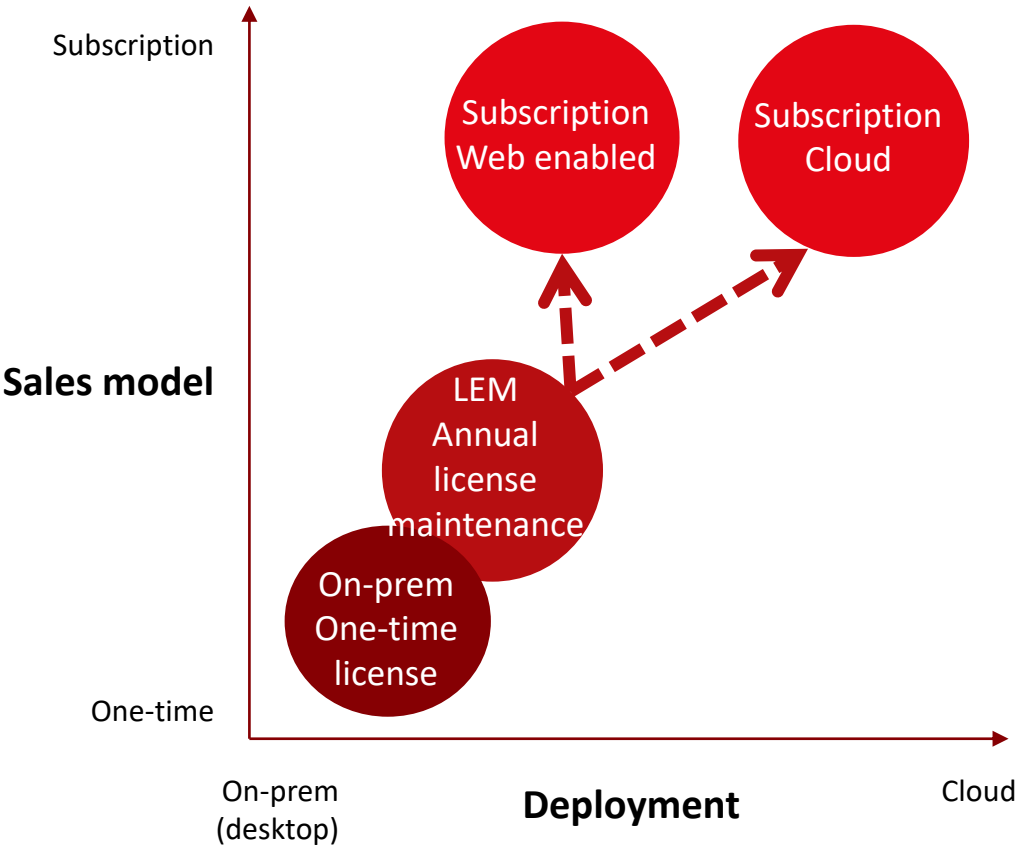 Subscription
Subscription
Web enabled
Subscription
Cloud
Sales model
LEM
Annual
license
maintenance
On-prem
One-time
license
One-time
On-prem
(desktop)
Deployment
Cloud